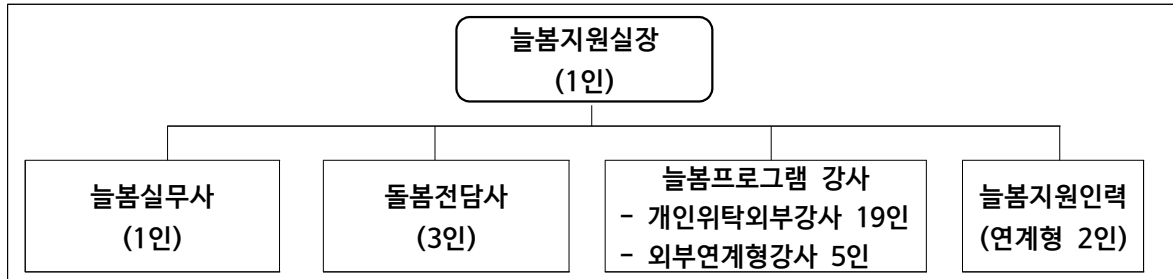 늘봄지원실장
(1인)
늘봄실무사
(1인)
돌봄전담사
(3인)
늘봄프로그램 강사
- 개인위탁외부강사 19인
- 외부연계형강사 5인
늘봄지원인력
(연계형 2인)